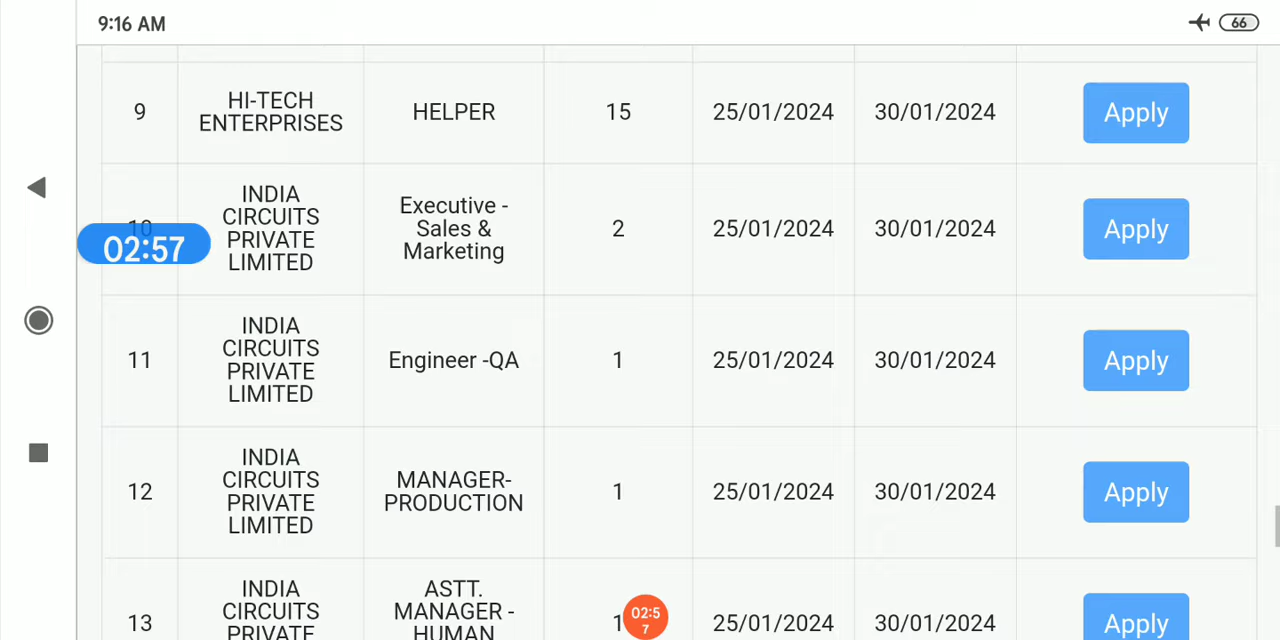 9:16 AM
66
9
HI-TECH
ENTERPRISES
HELPER
15
25/01/2024
30/01/2024
Apply
10
INDIA
CIRCUITS
PRIVATE
LIMITED
Executive -
Sales &
Marketing
2
25/01/2024
30/01/2024
Apply
02:57
11
INDIA
CIRCUITS
PRIVATE
LIMITED
Engineer -QA
1
25/01/2024
30/01/2024
Apply
12
INDIA
CIRCUITS
PRIVATE
LIMITED
MANAGER-
PRODUCTION
1
25/01/2024
30/01/2024
Apply
13
INDIA
CIRCUITS
PRIVATE
ASTT.
MANAGER -
HUMAN
1
02:5
7
25/01/2024
30/01/2024
Apply